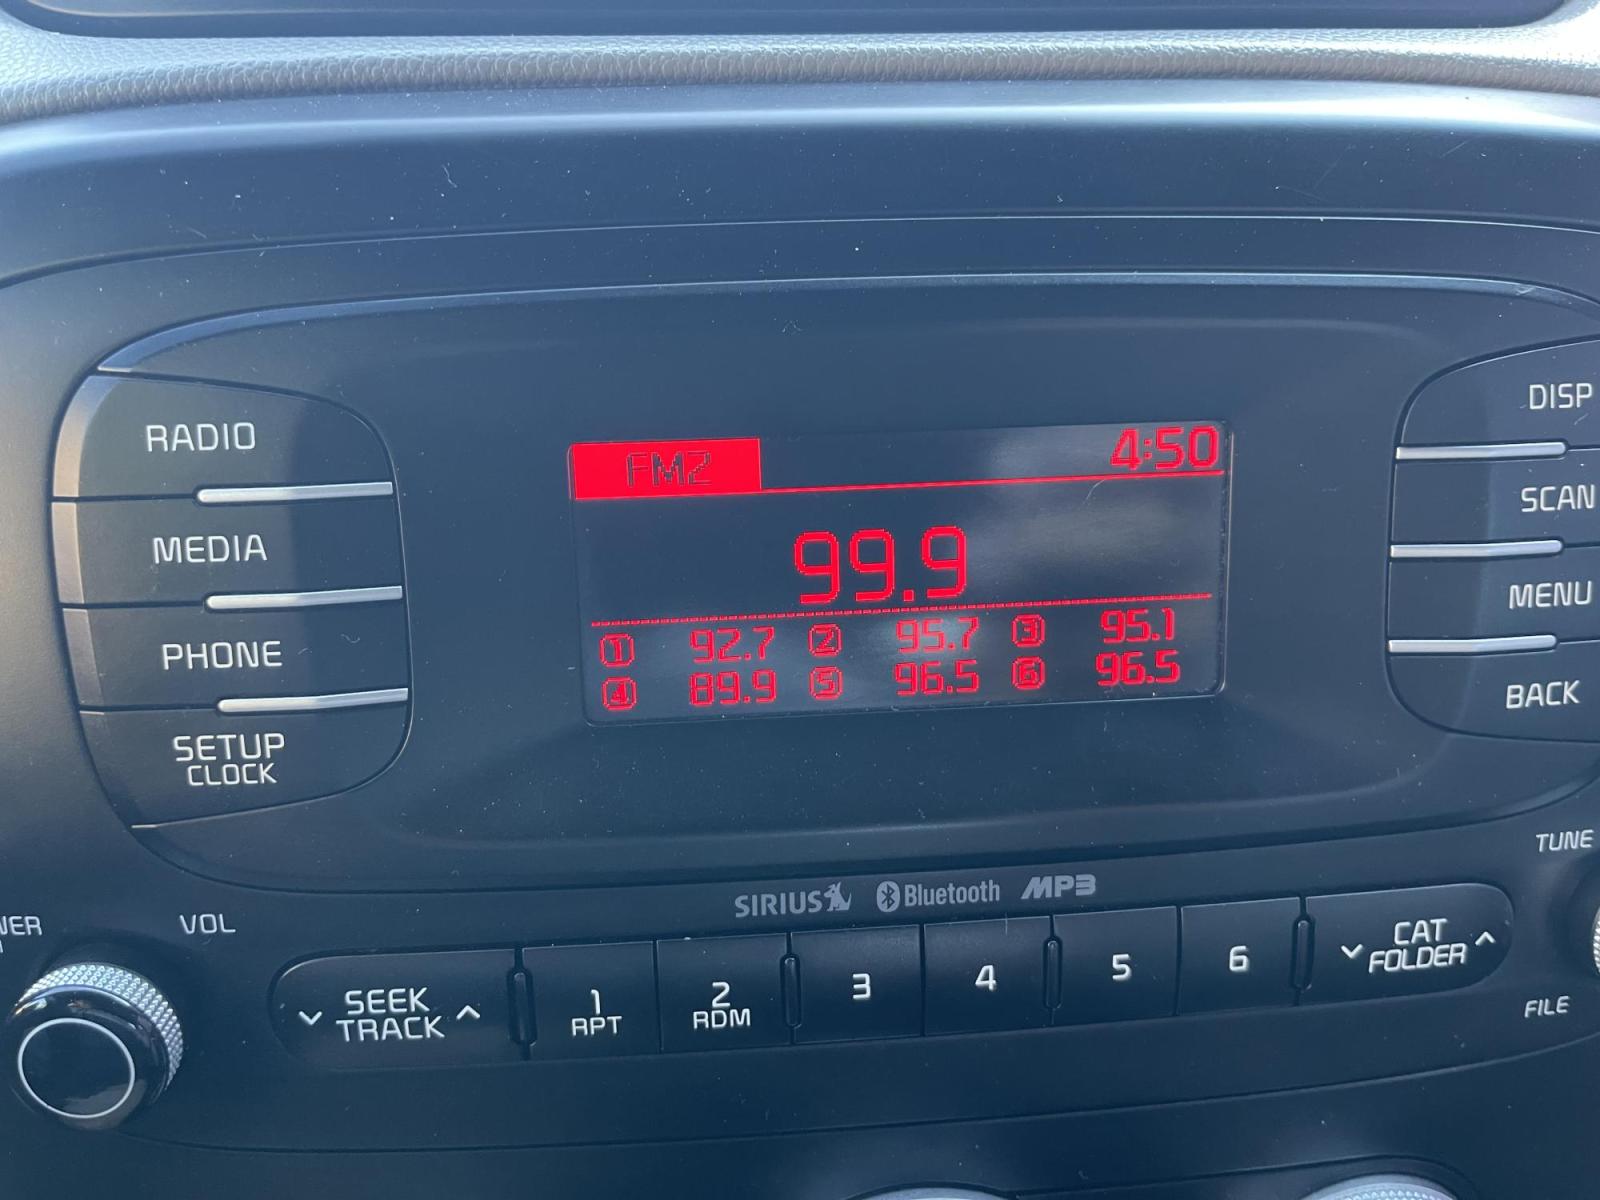 RADIO
MEDIA
PHONE
SETUP
CLOCK
FM2 4:50
99.9
1 92.7 2 95.7 3 95.1
4 89.9 5 96.5 6 96.5
DISP
SCAN
MENU
BACK
TUNE
FILE
VOL
SIRIUS Bluetooth MP3
SEEK
TRACK
1
RPT
2
RDM
3
4
5
6
CAT
FOLDER